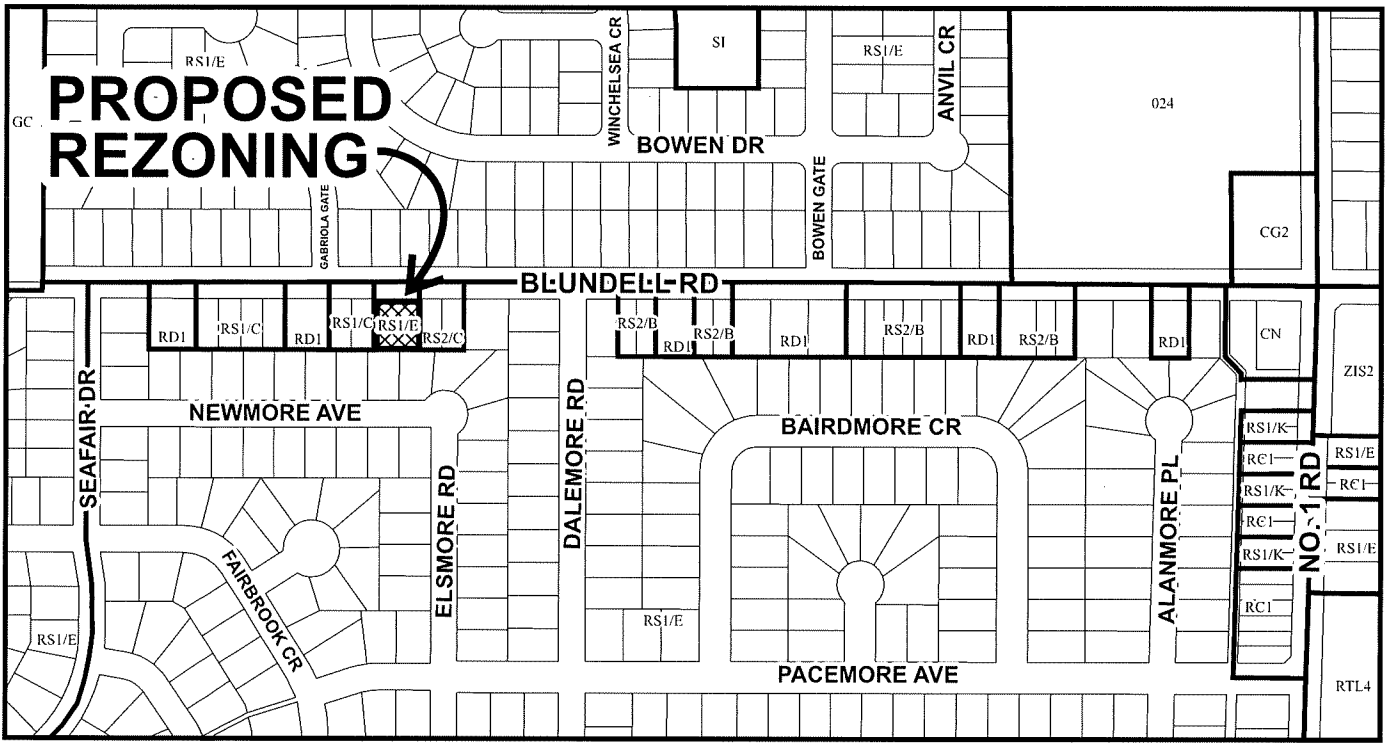 RS1/E
WINCHELSEA CR
SI
RS1/E
ANVIL CR
024
GC
PROPOSED
REZONING
BOWEN DR
GABRIOLA GATE
BOWEN GATE
CG2
BLUNDELL RD
RD1
RS1/C
RD1
RS1/C
RS1/E
RS2/C
RS2/B
RD1
RS2/B
RD1
RS2/B
RD1
RS2/B
RD1
CN
ZIS2
SEAFAIR DR
NEWMORE AVE
DALEMORE RD
BAIRDMORE CR
ELSMORE RD
FAIRBROOK CR
ALANMORE PL
NO. 1 RD
RS1/K
RC1
RS1/K
RC1
RS1/K
RC1
RS1/E
RC1
RS1/E
RS1/E
RS1/E
PACEMORE AVE
RTL4